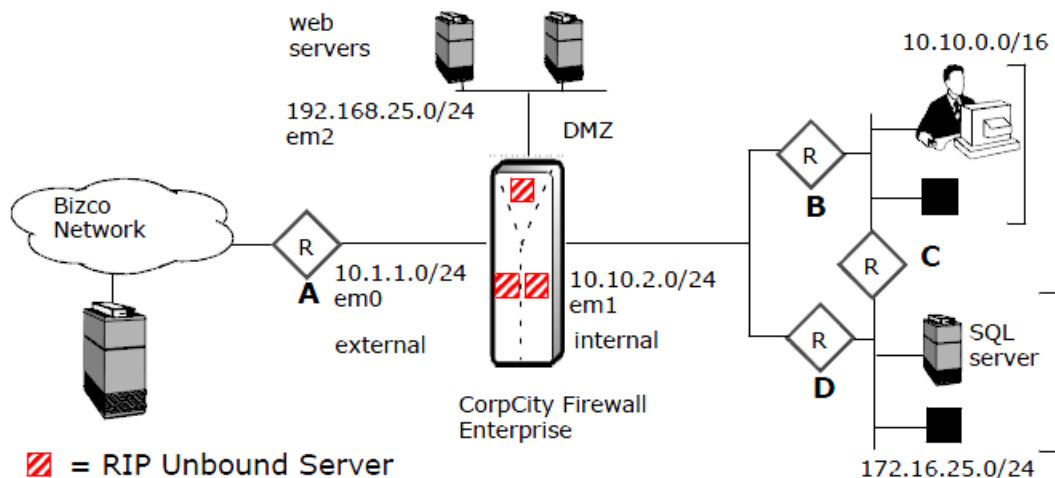 web
servers
10.10.0.0/16
192.168.25.0/24
em2
DMZ
R
B
Bizco
Network
R
A
10.1.1.0/24
em0
external
10.10.2.0/24
em1
internal
R
C
R
D
SQL
server
CorpCity Firewall
Enterprise
= RIP Unbound Server
172.16.25.0/24